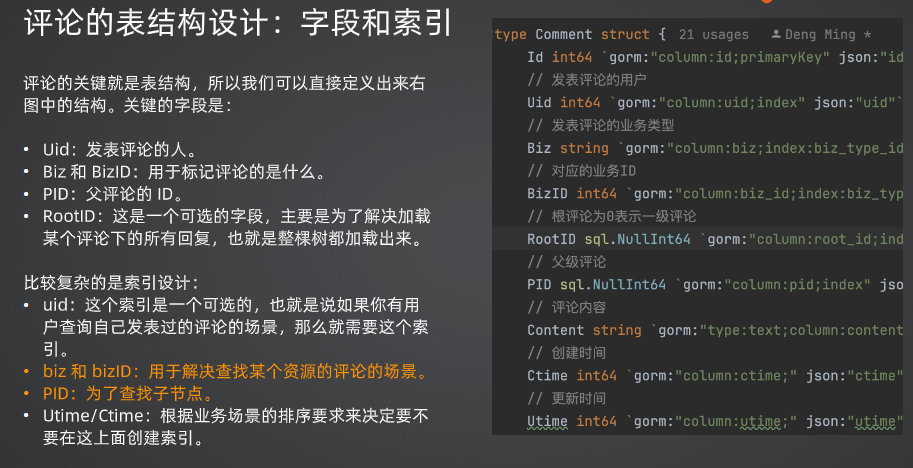 评论的表结构设计：字段和索引
评论的关键就是表结构，所以我们可以直接定义出来右
图中的结构。关键的字段是：
• Uid：发表评论的人。
• Biz 和 BizID：用于标记评论的是什么。
• PID：父评论的 ID。
• RootID：这是一个可选的字段，主要是为了解决加载
某个评论下的所有回复，也就是整棵树都加载出来。
比较复杂的是索引设计：
• uid：这个索引是一个可选的，也就是说如果你有用
户查询自己发表过的评论的场景，那么就需要这个索
引。
• biz 和 bizID：用于解决查找某个资源的评论的场景。
• PID：为了查找子节点。
• Utime/Ctime：根据业务场景的排序要求来决定要不
要在这上面创建索引。
type Comment struct { 21 usages Deng Ming *
Id int64 `gorm:"column:id;primaryKey" json:"id
// 发表评论的用户
Uid int64 `gorm:"column:uid;index" json:"uid"`
// 发表评论的业务类型
Biz string `gorm:"column:biz;index:biz_type_id
// 对应的业务ID
BizID int64 `gorm:"column:biz_id;index:biz_typ
// 根评论为0表示一级评论
RootID sql.NullInt64 `gorm:"column:root_id;ind
// 父级评论
PID sql.NullInt64 `gorm:"column:pid;index" jso
// 评论内容
Content string `gorm:"type:text;column:content
// 创建时间
Ctime int64 `gorm:"column:ctime;" json:"ctime"
// 更新时间
Utime int64 `gorm:"column:utime;" json:"utime"